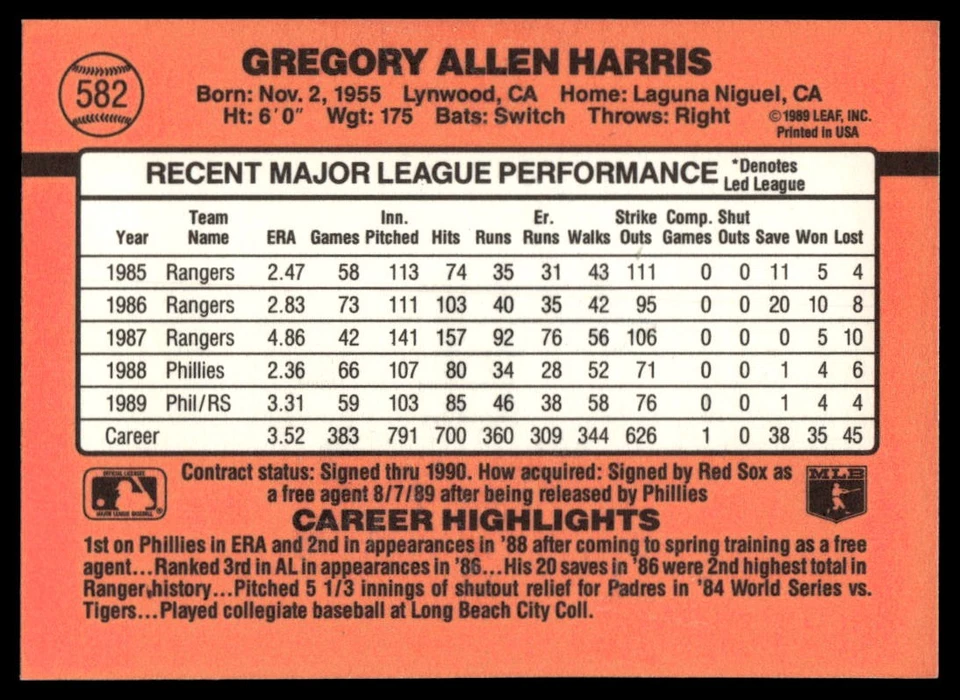 582
GREGORY ALLEN HARRIS
Born: Nov. 2, 1955 Lynwood, CA Home: Laguna Niguel, CA
Ht: 6'0" Wgt: 175 Bats: Switch Throws: Right
©1989 LEAF, INC.
Printed in USA
RECENT MAJOR LEAGUE PERFORMANCE *Denotes Led League
Year Team Name ERA Games Inn. Pitched Hits Runs Er. Runs Walks Strike Outs Comp. Games Shut Outs Save Won Lost
1985 Rangers 2.47 58 113 74 35 31 43 111 0 0 11 5 4
1986 Rangers 2.83 73 111 103 40 35 42 95 0 0 20 10 8
1987 Rangers 4.86 42 141 157 92 76 56 106 0 0 0 5 10
1988 Phillies 2.36 66 107 80 34 28 52 71 0 0 1 4 6
1989 Phil/RS 3.31 59 103 85 46 38 58 76 0 0 1 4 4
Career 3.52 383 791 700 360 309 344 626 1 0 38 35 45
Contract status: Signed thru 1990. How acquired: Signed by Red Sox as
a free agent 8/7/89 after being released by Phillies
OFFICIAL LICENSEE
MAJOR LEAGUE BASEBALL
MLB
CAREER HIGHLIGHTS
1st on Phillies in ERA and 2nd in appearances in '88 after coming to spring training as a free
agent...Ranked 3rd in AL in appearances in '86...His 20 saves in '86 were 2nd highest total in
Ranger history...Pitched 5 1/3 innings of shutout relief for Padres in '84 World Series vs.
Tigers...Played collegiate baseball at Long Beach City Coll.